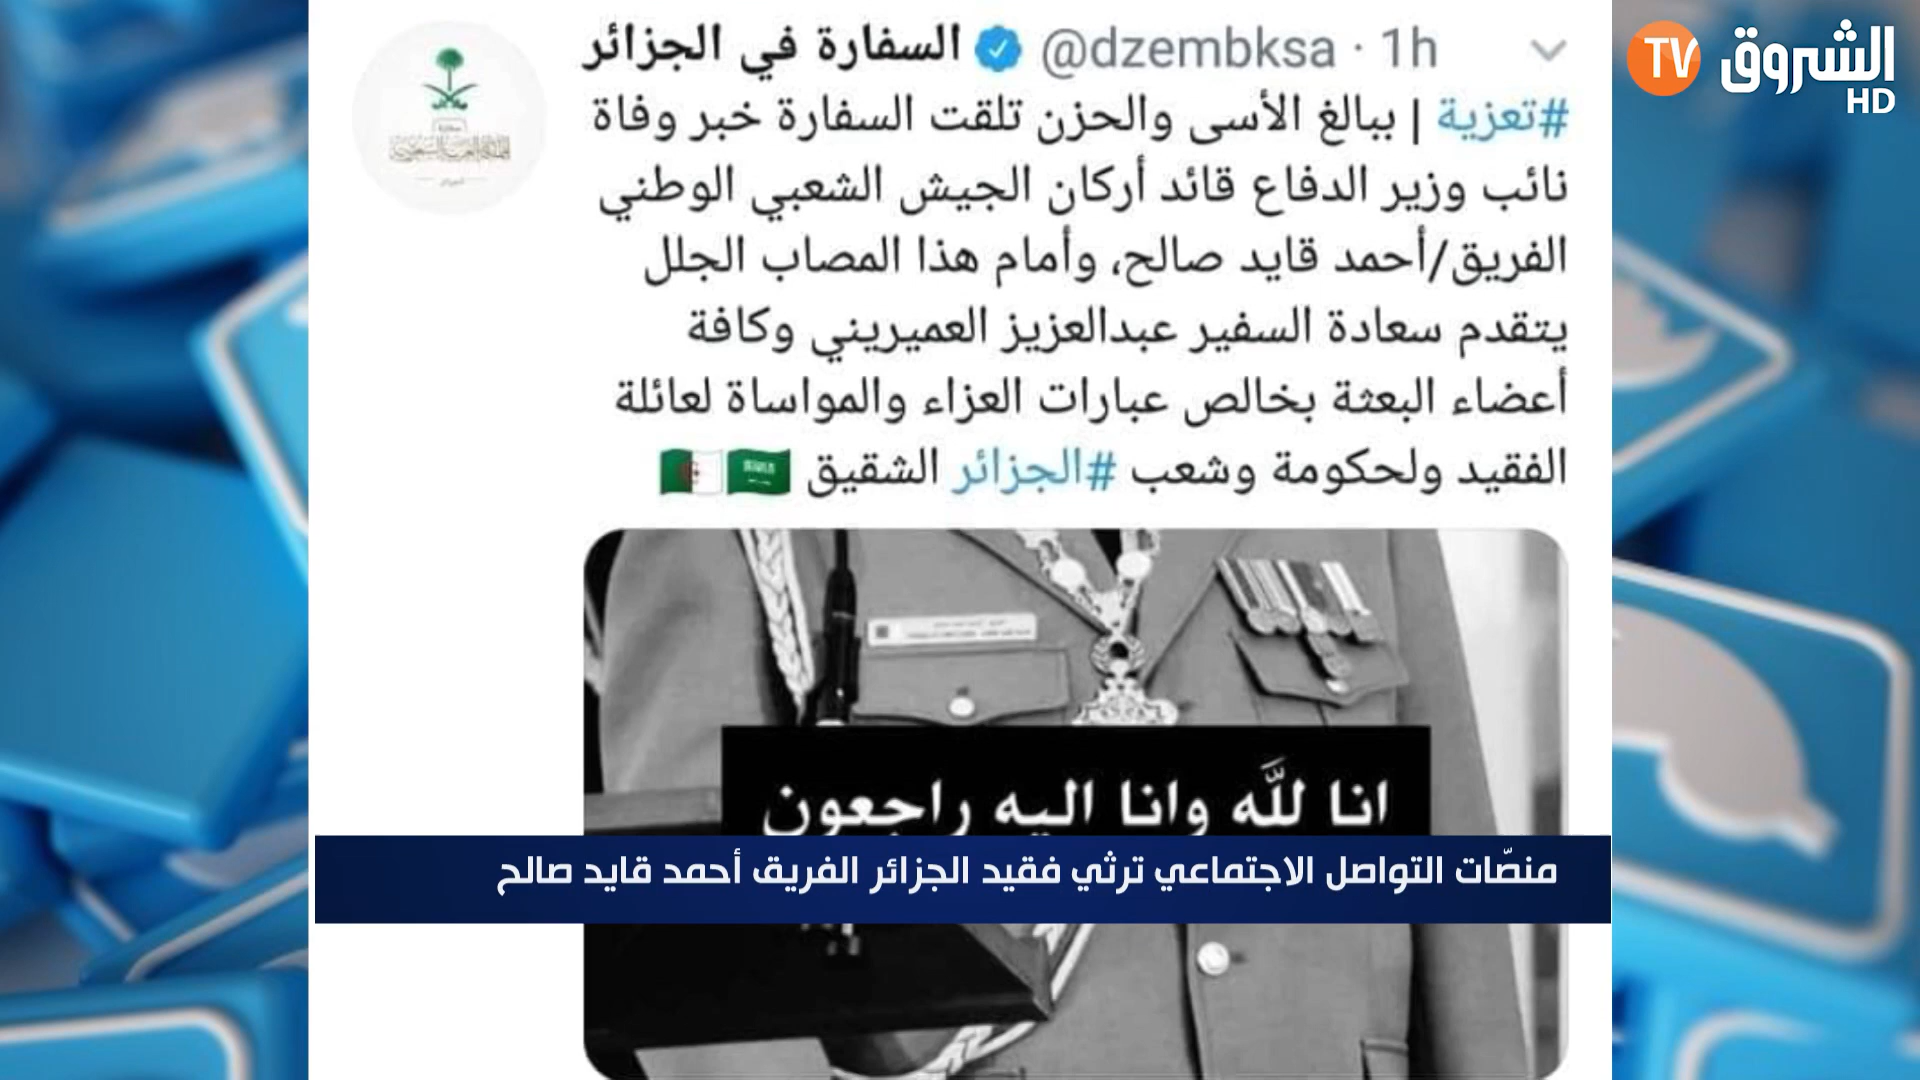 السفارة في الجزائر @dzembksa · 1h
#تعزية | ببالغ الأسى والحزن تلقت السفارة خبر وفاة
نائب وزير الدفاع قائد أركان الجيش الشعبي الوطني
الفريق/أحمد قايد صالح، وأمام هذا المصاب الجلل
يتقدم سعادة السفير عبدالعزيز العميريني وكافة
أعضاء البعثة بخالص عبارات العزاء والمواساة لعائلة
الفقيد ولحكومة وشعب #الجزائر الشقيق 🇸🇦🇩🇿
انا للَّه وانا اليه راجعون
منصّات التواصل الاجتماعي ترثي فقيد الجزائر الفريق أحمد قايد صالح
الشروق TV
HD